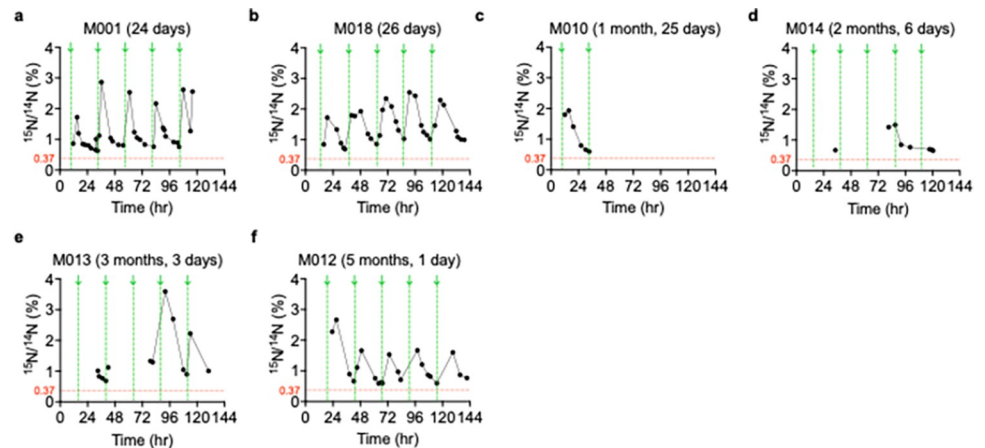 a
M001 (24 days)
¹⁵N/¹⁴N (%)
4
3
2
1
0.37
0
0 24 48 72 96 120 144
Time (hr)
b
M018 (26 days)
¹⁵N/¹⁴N (%)
4
3
2
1
0.37
0
0 24 48 72 96 120 144
Time (hr)
c
M010 (1 month, 25 days)
¹⁵N/¹⁴N (%)
4
3
2
1
0.37
0
0 24 48 72 96 120 144
Time (hr)
d
M014 (2 months, 6 days)
¹⁵N/¹⁴N (%)
4
3
2
1
0.37
0
0 24 48 72 96 120 144
Time (hr)
e
M013 (3 months, 3 days)
¹⁵N/¹⁴N (%)
4
3
2
1
0.37
0
0 24 48 72 96 120 144
Time (hr)
f
M012 (5 months, 1 day)
¹⁵N/¹⁴N (%)
4
3
2
1
0.37
0
0 24 48 72 96 120 144
Time (hr)